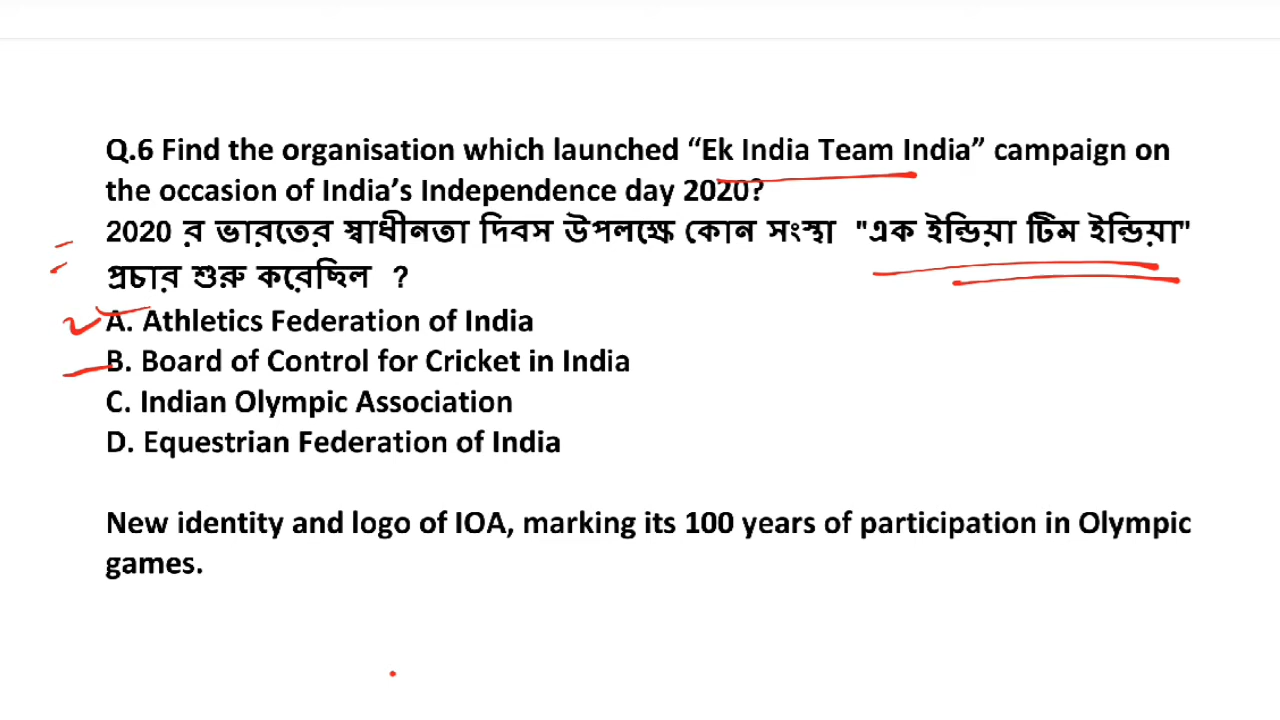 Q.6 Find the organisation which launched “Ek India Team India” campaign on
the occasion of India’s Independence day 2020?
2020 র ভারতের স্বাধীনতা দিবস উপলক্ষে কোন সংস্থা "এক ইন্ডিয়া টিম ইন্ডিয়া"
প্রচার শুরু করেছিল ?
A. Athletics Federation of India
B. Board of Control for Cricket in India
C. Indian Olympic Association
D. Equestrian Federation of India
New identity and logo of IOA, marking its 100 years of participation in Olympic
games.